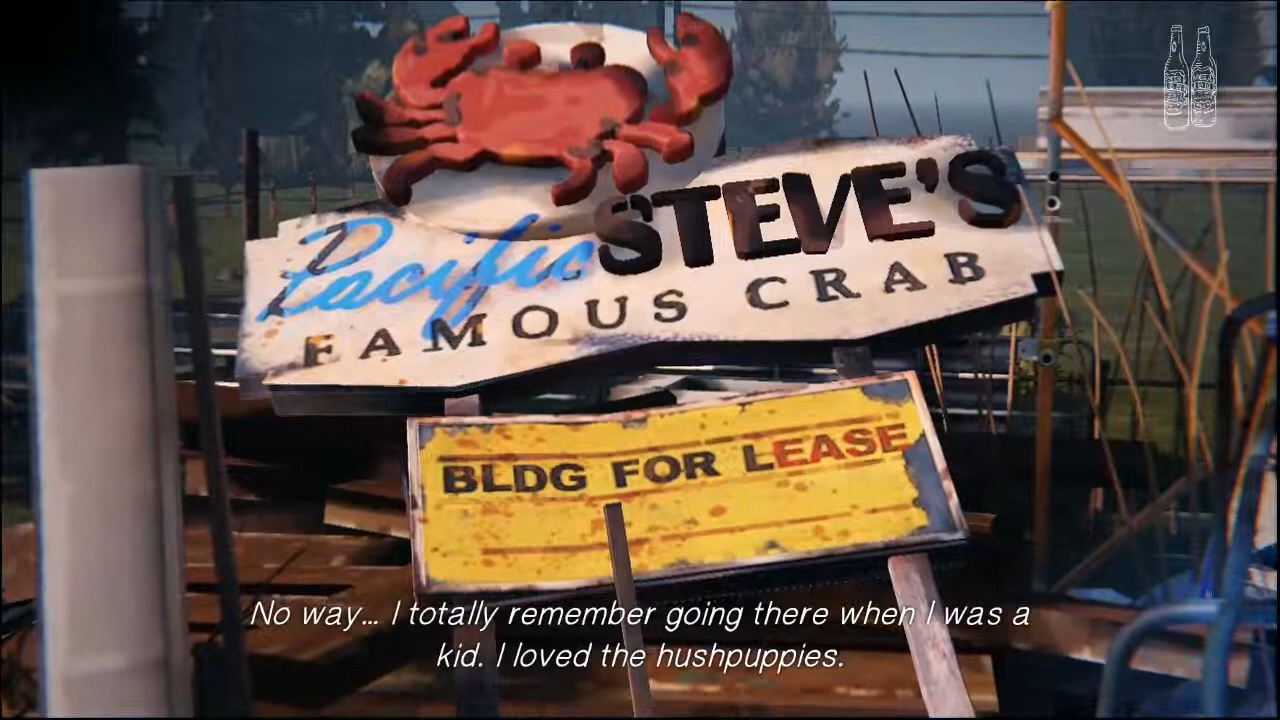 Pacific STEVE'S
FAMOUS CRAB
BLDG FOR LEASE
No way... I totally remember going there when I was a
kid. I loved the hushpuppies.